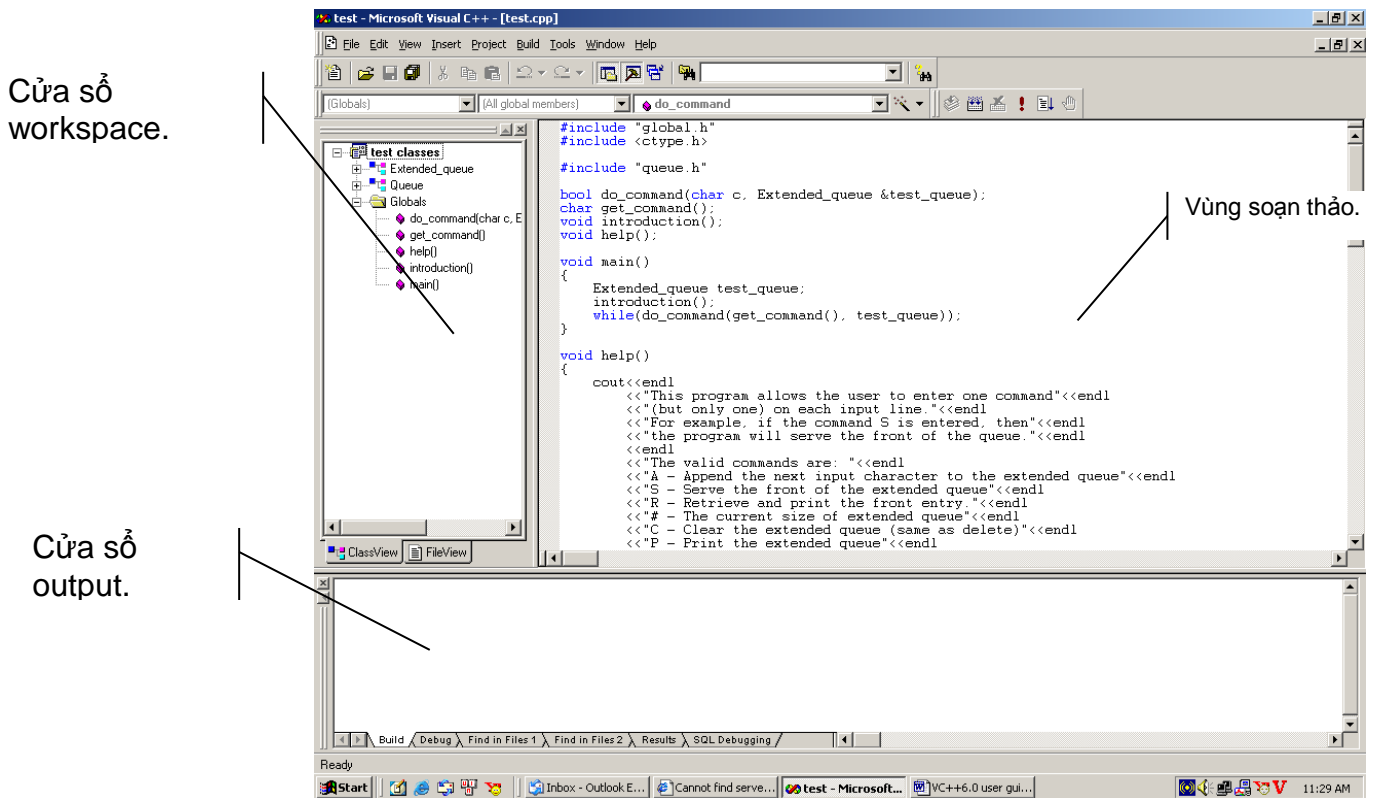 test - Microsoft Visual C++ - [test.cpp]
File Edit View Insert Project Build Tools Window Help
(Globals) (All global members) do_command
Cửa sổ
workspace.
test classes
Extended_queue
Queue
Globals
do_command(char c, E
get_command()
help()
introduction()
main()
ClassView FileView
#include "global.h"
#include <ctype.h>
#include "queue.h"
bool do_command(char c, Extended_queue &test_queue);
char get_command();
void introduction();
void help();
void main()
{
Extended_queue test_queue;
introduction();
while(do_command(get_command(), test_queue));
}
void help()
{
cout<<endl
<<"This program allows the user to enter one command"<<endl
<<"(but only one) on each input line."<<endl
<<"For example, if the command S is entered, then"<<endl
<<"the program will serve the front of the queue."<<endl
<<endl
<<"The valid commands are: "<<endl
<<"A - Append the next input character to the extended queue"<<endl
<<"S - Serve the front of the extended queue"<<endl
<<"R - Retrieve and print the front entry."<<endl
<<"# - The current size of extended queue"<<endl
<<"C - Clear the extended queue (same as delete)"<<endl
<<"P - Print the extended queue"<<endl
Vùng soạn thảo.
Cửa sổ
output.
Build Debug Find in Files 1 Find in Files 2 Results SQL Debugging
Ready
Start Inbox - Outlook E... Cannot find serve... test - Microsoft... VC++6.0 user gui... V 11:29 AM